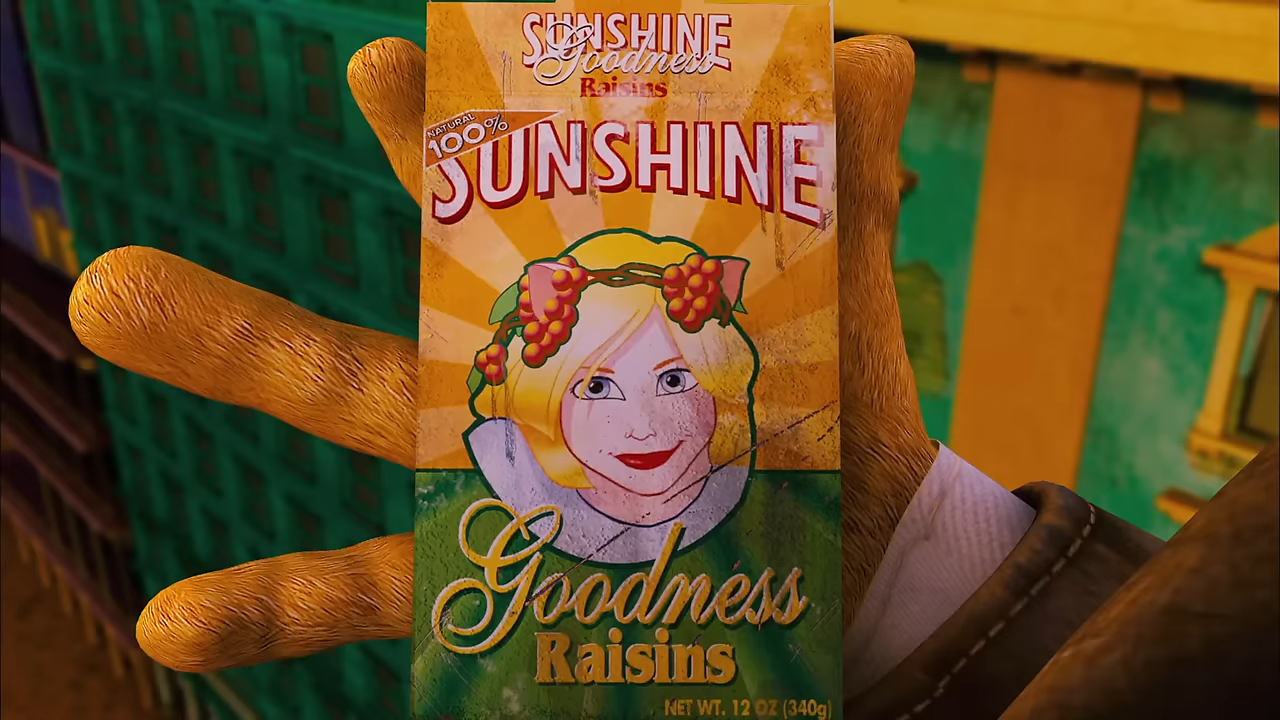 SUNSHINE
Goodness
Raisins
NATURAL
100%
SUNSHINE
Goodness
Raisins
NET WT. 12 OZ (340g)